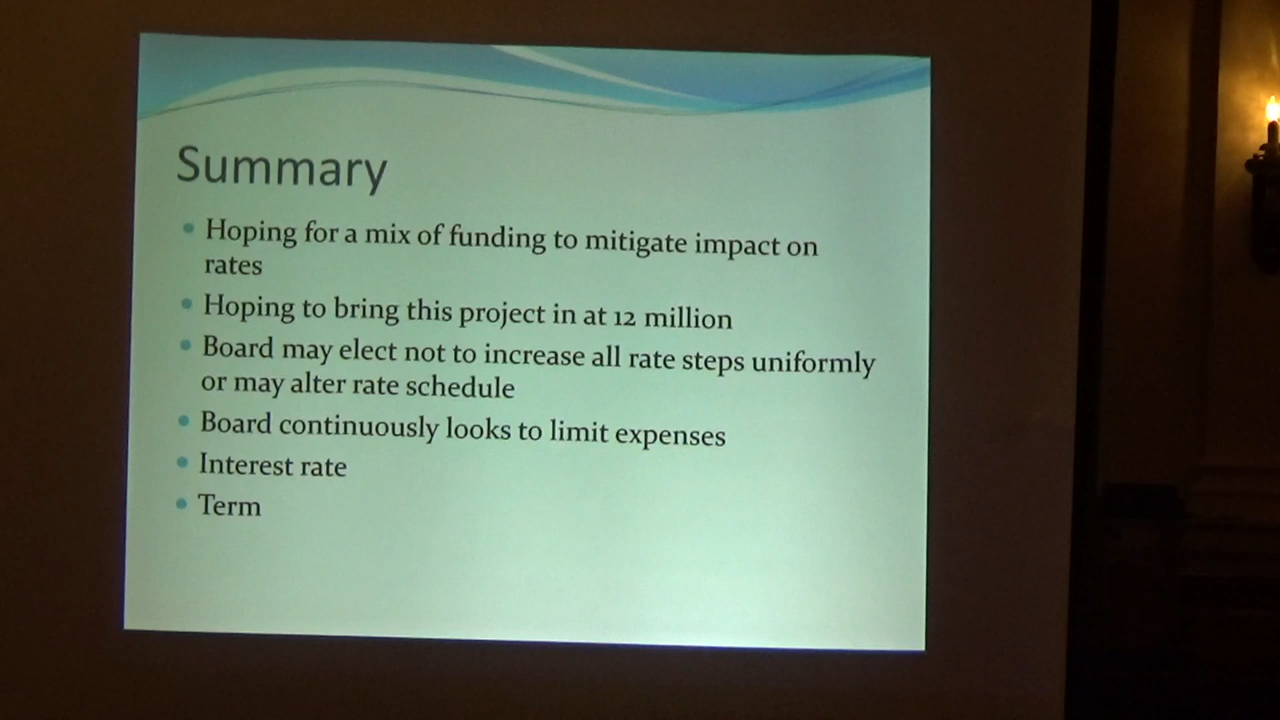 Summary
Hoping for a mix of funding to mitigate impact on
rates
Hoping to bring this project in at 12 million
Board may elect not to increase all rate steps uniformly
or may alter rate schedule
Board continuously looks to limit expenses
Interest rate
Term